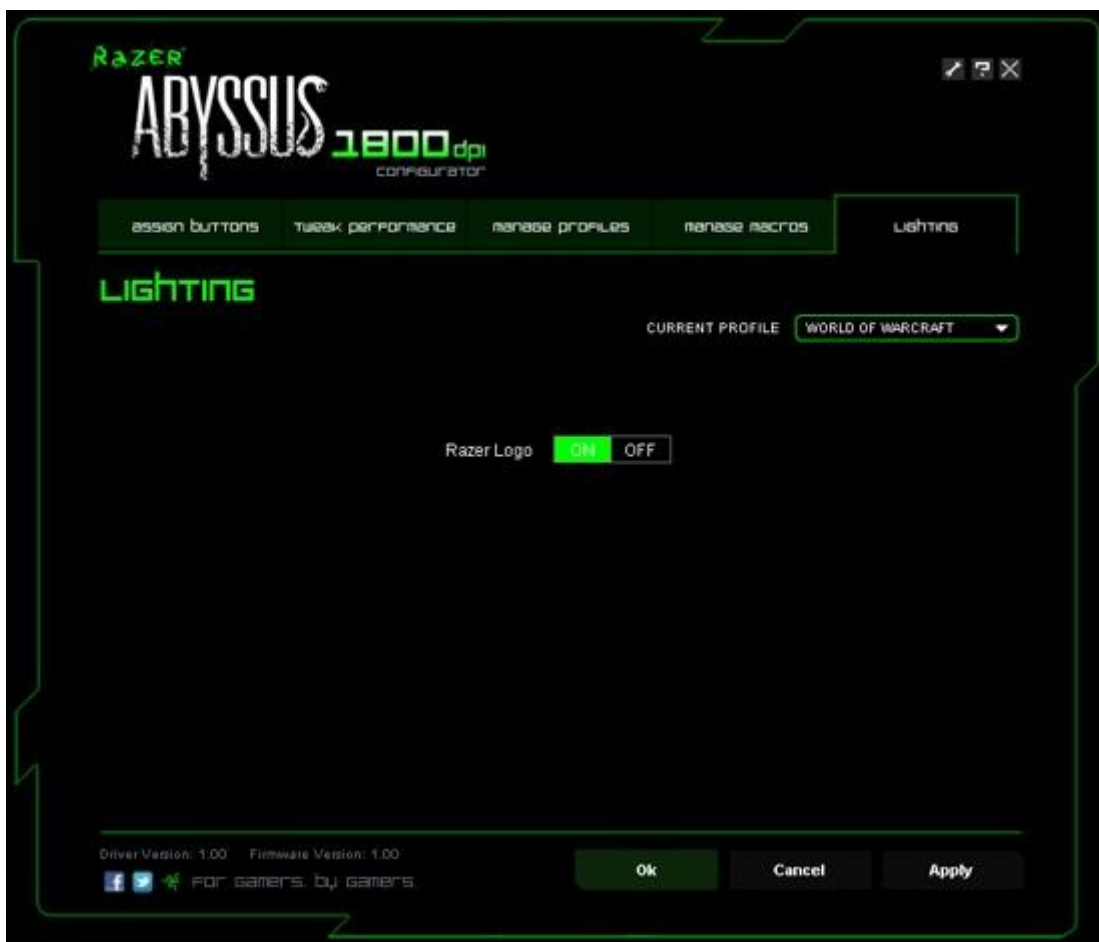 RAZER
ABYSSUS 1800dpi
CONFIGURATOR
ASSIGN BUTTONS TWEAK PERFORMANCE MANAGE PROFILES MANAGE MACROS LIGHTING
LIGHTING
CURRENT PROFILE WORLD OF WARCRAFT
Razer Logo ON OFF
Driver Version: 1.00 Firmware Version: 1.00
FOR GAMERS. BY GAMERS.
Ok Cancel Apply